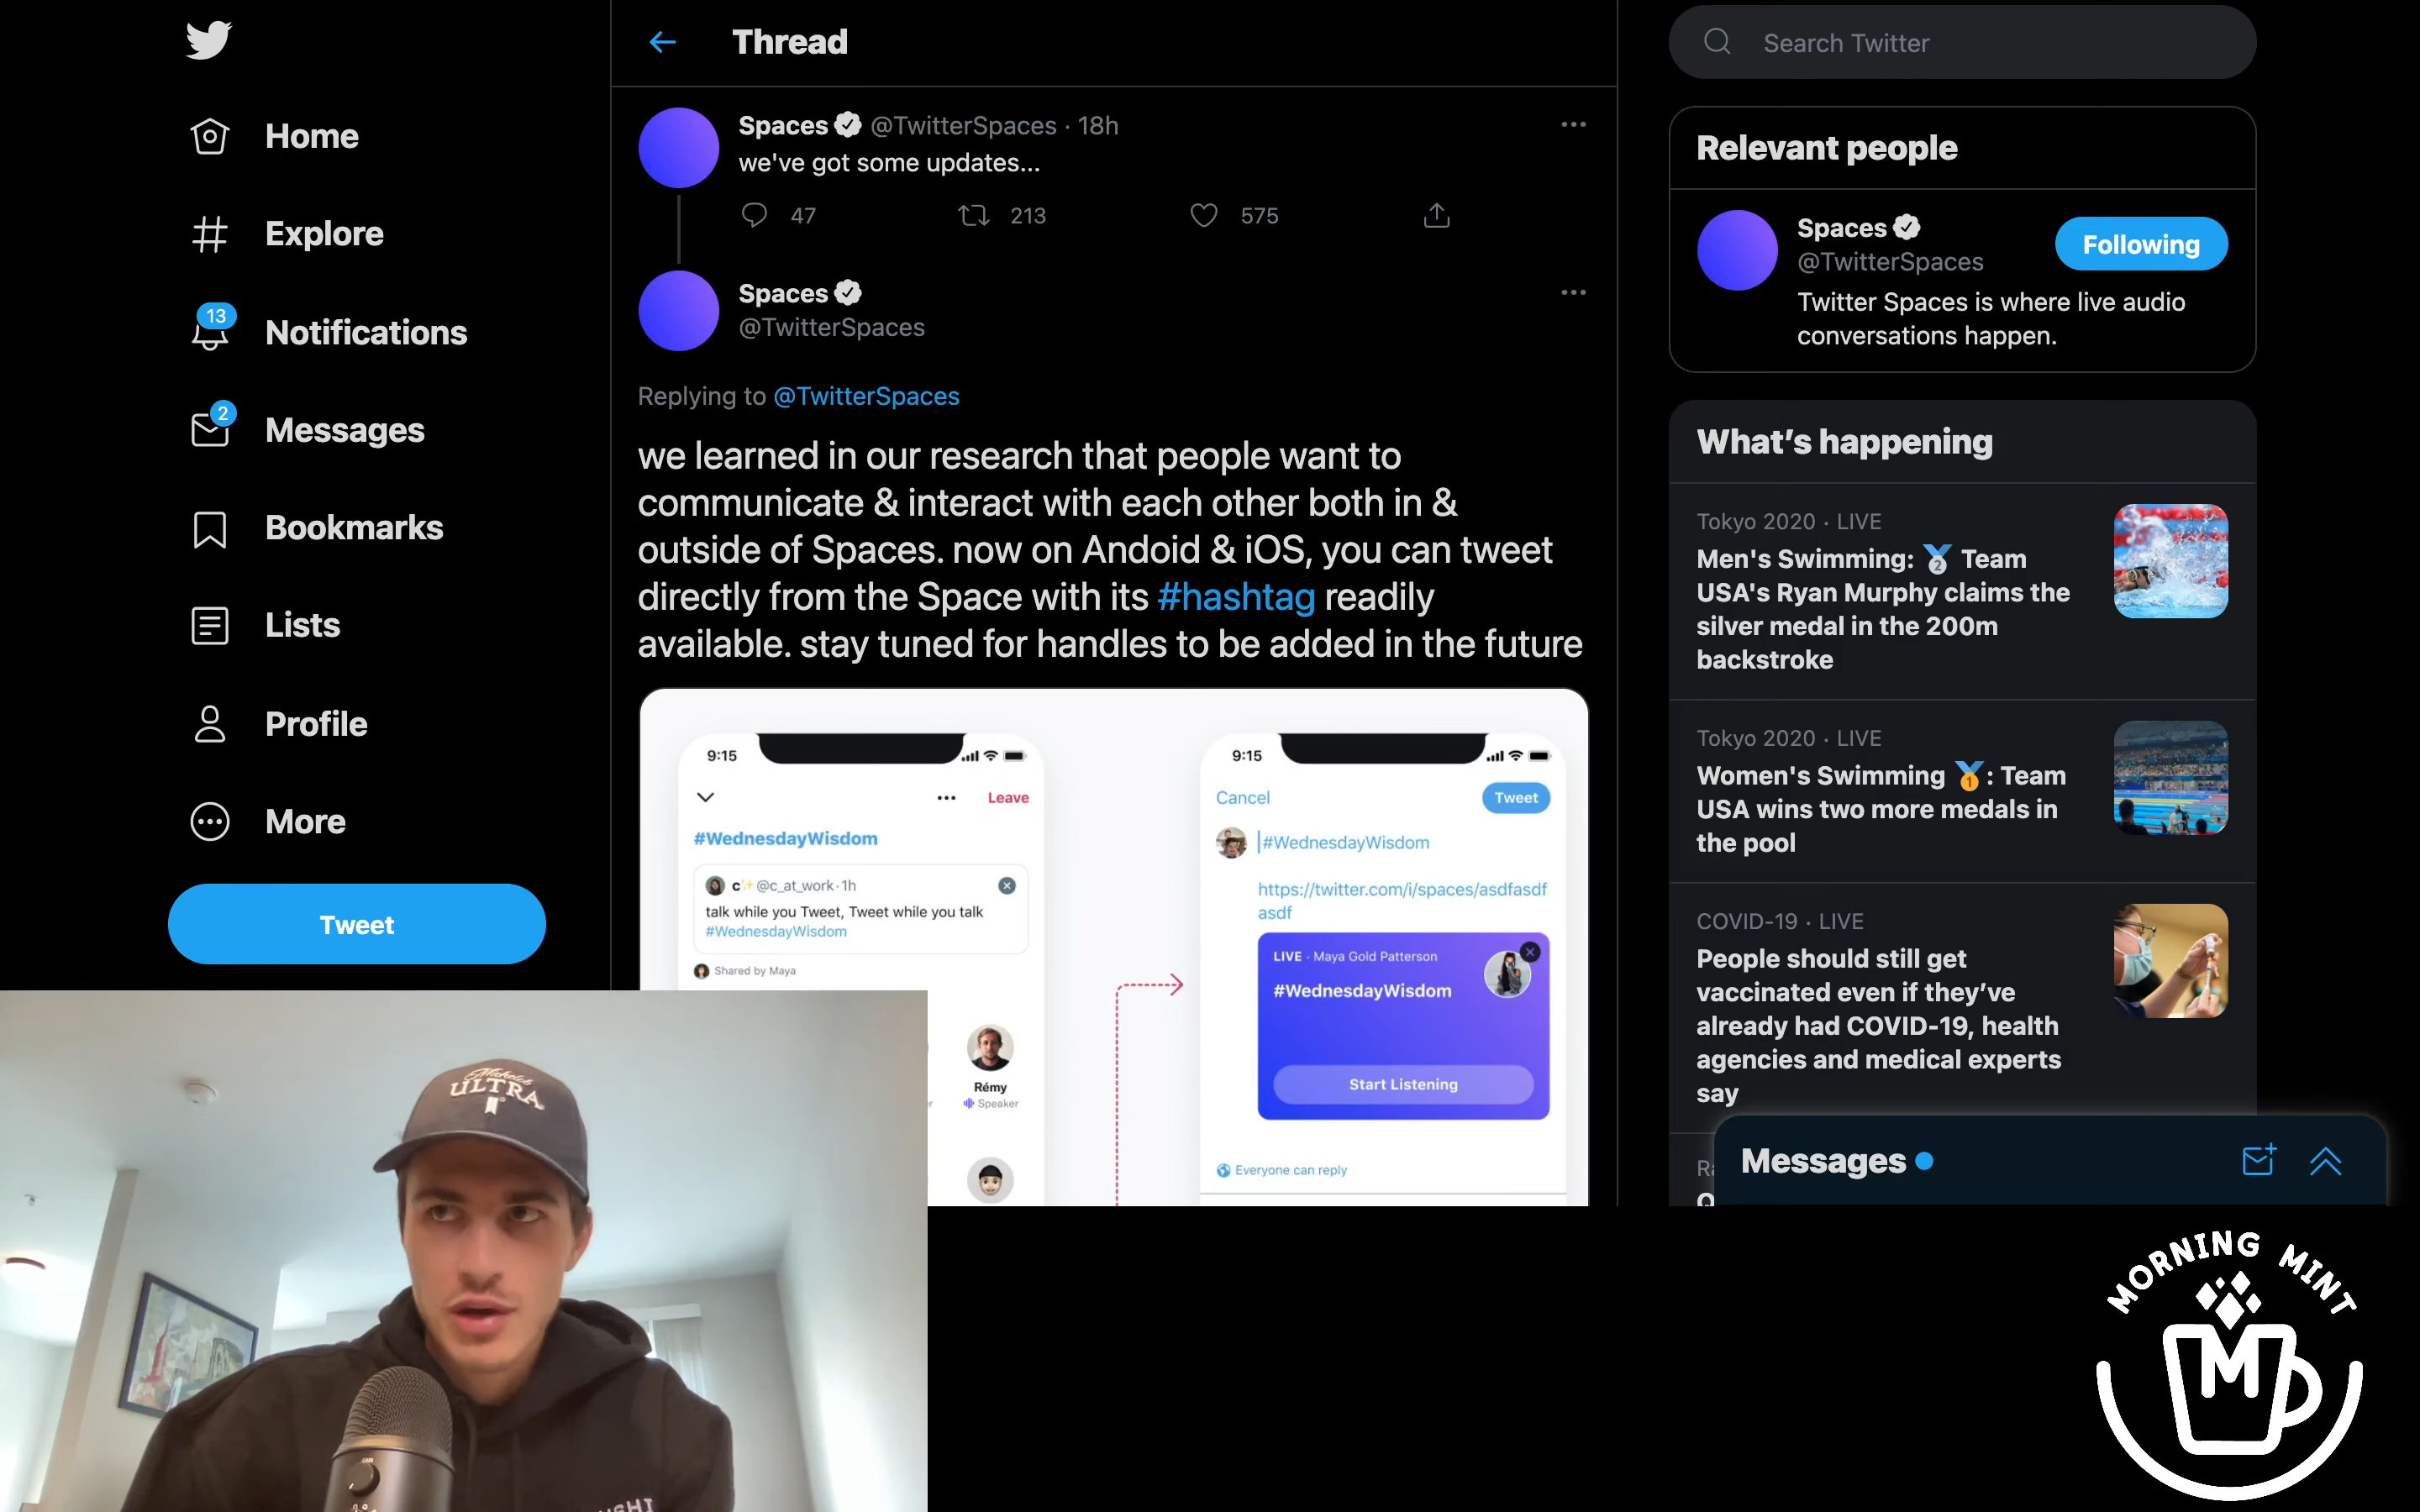 Home
Explore
13
Notifications
2
Messages
Bookmarks
Lists
Profile
More
Tweet
Thread
Spaces @TwitterSpaces · 18h
we've got some updates...
47 213 575
Spaces
@TwitterSpaces
Replying to @TwitterSpaces
we learned in our research that people want to
communicate & interact with each other both in &
outside of Spaces. now on Andoid & iOS, you can tweet
directly from the Space with its #hashtag readily
available. stay tuned for handles to be added in the future
9:15
Leave
#WednesdayWisdom
c @c_at_work·1h
talk while you Tweet, Tweet while you talk
#WednesdayWisdom
Shared by Maya
Rémy
Speaker
9:15
Cancel Tweet
#WednesdayWisdom
https://twitter.com/i/spaces/asdfasdf
asdf
LIVE · Maya Gold Patterson
#WednesdayWisdom
Start Listening
Everyone can reply
Search Twitter
Relevant people
Spaces
@TwitterSpaces
Following
Twitter Spaces is where live audio
conversations happen.
What's happening
Tokyo 2020 · LIVE
Men's Swimming: 2 Team
USA's Ryan Murphy claims the
silver medal in the 200m
backstroke
Tokyo 2020 · LIVE
Women's Swimming 1: Team
USA wins two more medals in
the pool
COVID-19 · LIVE
People should still get
vaccinated even if they've
already had COVID-19, health
agencies and medical experts
say
Messages
Michelob
ULTRA
MORNING MINT
M